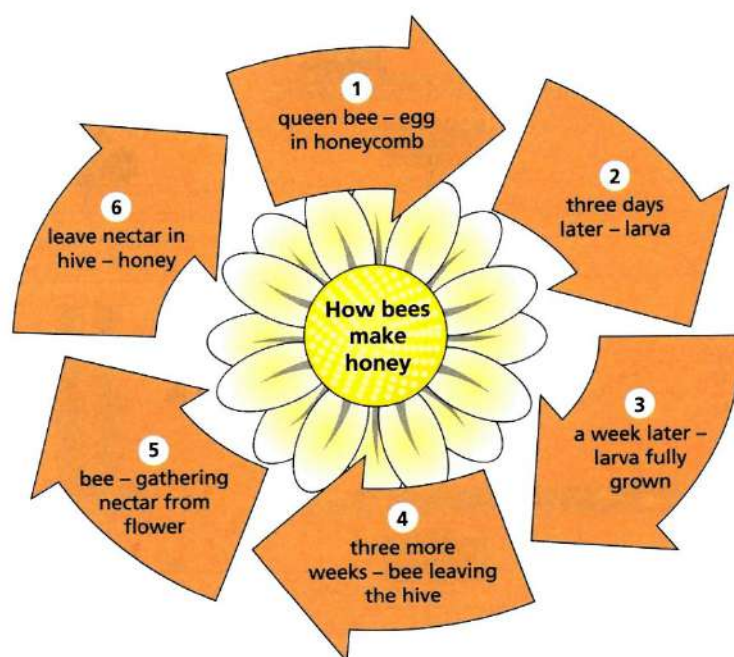 1
queen bee – egg
in honeycomb
2
three days
later – larva
3
a week later –
larva fully
grown
4
three more
weeks – bee leaving
the hive
5
bee – gathering
nectar from
flower
6
leave nectar in
hive – honey
How bees
make
honey